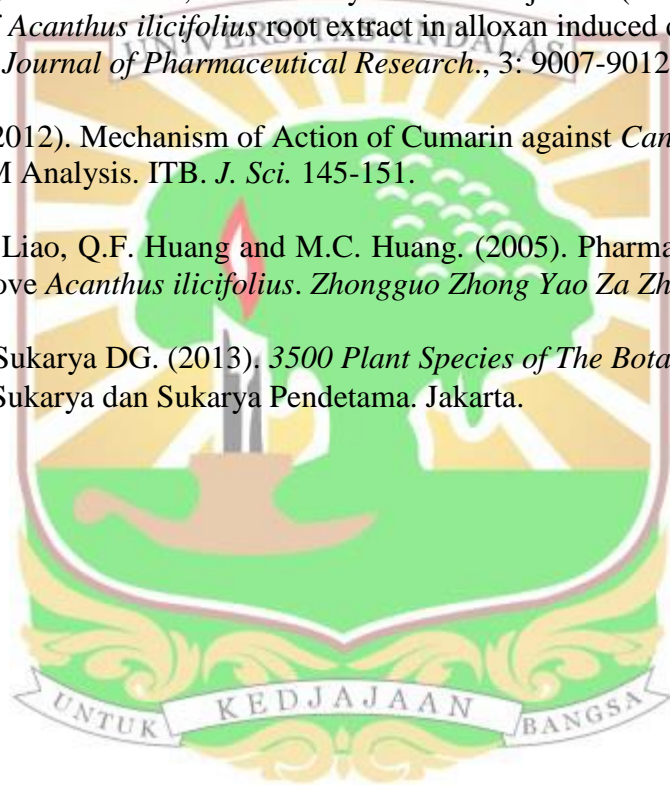 f Acanthus ilicifolius root extract in alloxan induced
UNIVERSITAS ANDALAS
Journal of Pharmaceutical Research., 3: 9007-9012
2012). Mechanism of Action of Cumarin against Can
M Analysis. ITB. J. Sci. 145-151.
Liao, Q.F. Huang and M.C. Huang. (2005). Pharma
ove Acanthus ilicifolius. Zhongguo Zhong Yao Za Zh
Sukarya DG. (2013). 3500 Plant Species of The Bota
Sukarya dan Sukarya Pendetama. Jakarta.
UNTUK KEDJAJAAN BANGSA